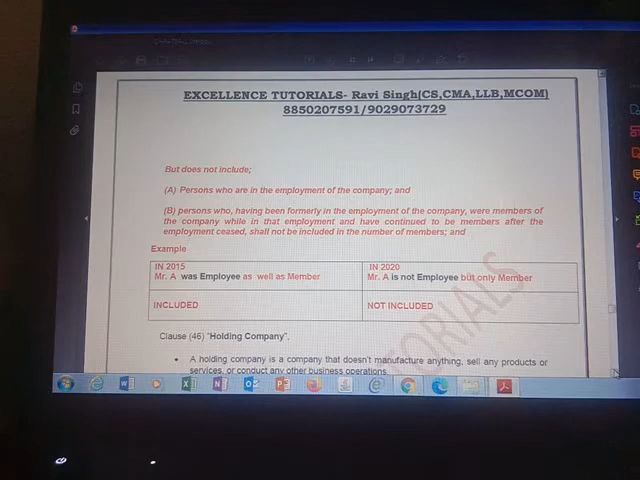 EXCELLENCE TUTORIALS- Ravi Singh(CS,CMA,LLB,MCOM)
8850207591/9029073729
But does not include;
(A) Persons who are in the employment of the company; and
(B) persons who, having been formerly in the employment of the company, were members of
the company while in that employment and have continued to be members after the
employment ceased, shall not be included in the number of members; and
Example
IN 2015
Mr. A was Employee as well as Member
IN 2020
Mr. A is not Employee but only Member
INCLUDED
NOT INCLUDED
TORIALS
Clause (46) "Holding Company".
• A holding company is a company that doesn't manufacture anything, sell any products or
services, or conduct any other business operations.